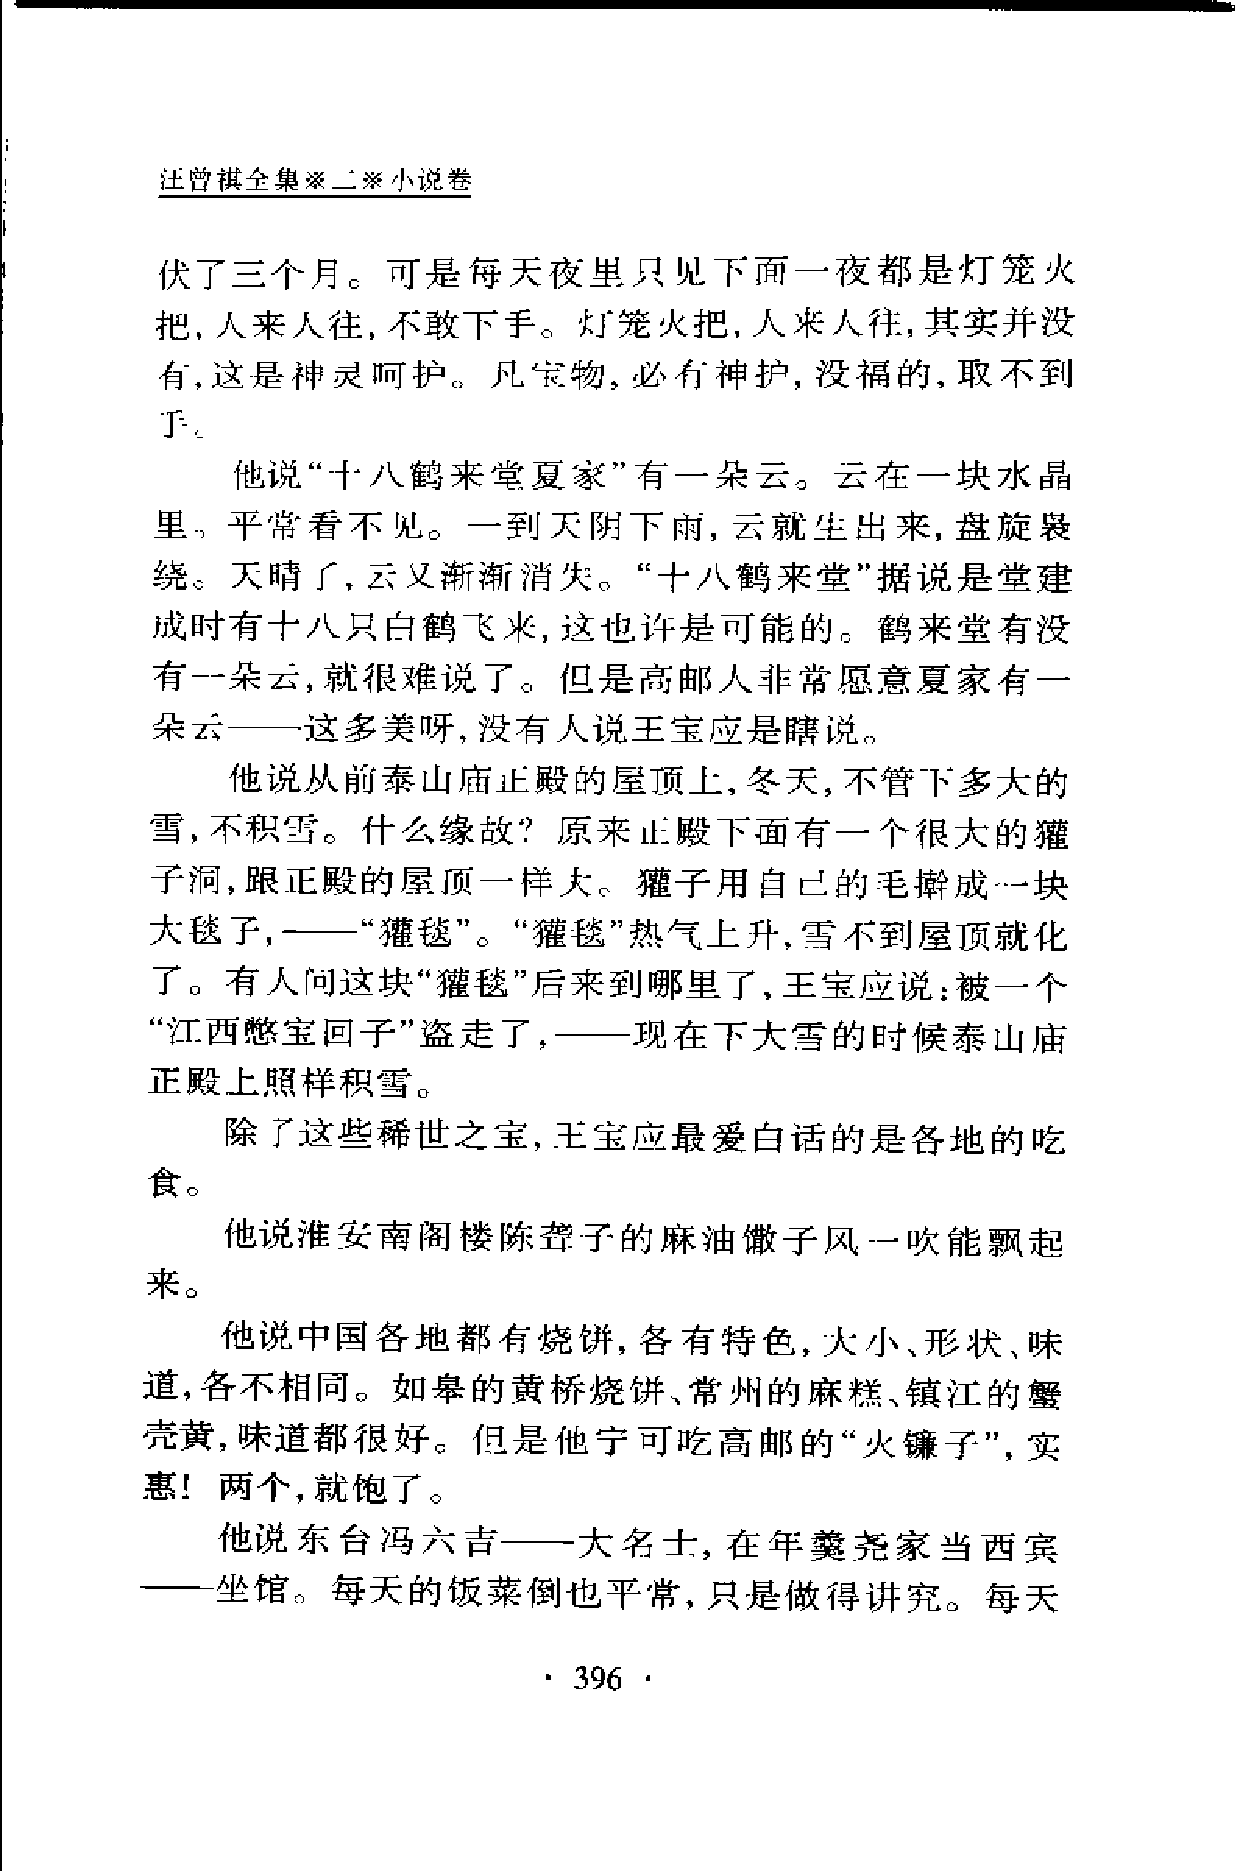 汪曾祺全集※二※小说卷
伏了三个月。可是每天夜里只见下面一夜都是灯笼火
把,人来人往,不敢下手。灯笼火把,人来人往,其实并没
有,这是神灵呵护。凡宝物,必有神护,没福的,取不到
手。
他说“十八鹤来堂夏家”有一朵云。云在一块水晶
里。平常看不见。一到天阴下雨,云就生出来,盘旋袅
绕。天晴了,云又渐渐消失。“十八鹤来堂”据说是堂建
成时有十八只白鹤飞来,这也许是可能的。鹤来堂有没
有一朵云,就很难说了。但是高邮人非常愿意夏家有一
朵云——这多美呀,没有人说王宝应是瞎说。
他说从前泰山庙正殿的屋顶上,冬天,不管下多大的
雪,不积雪。什么缘故?原来正殿下面有一个很大的獾
子洞,跟正殿的屋顶一样大。獾子用自己的毛擀成一块
大毯子,——“獾毯”。“獾毯”热气上升,雪不到屋顶就化
了。有人问这块“獾毯”后来到哪里了,王宝应说:被一个
“江西憋宝回子”盗走了,——现在下大雪的时候泰山庙
正殿上照样积雪。
除了这些稀世之宝,王宝应最爱白话的是各地的吃
食。
他说淮安南阁楼陈聋子的麻油馓子风一吹能飘起
来。
他说中国各地都有烧饼,各有特色,大小、形状、味
道,各不相同。如皋的黄桥烧饼、常州的麻糕、镇江的蟹
壳黄,味道都很好。但是他宁可吃高邮的“火镰子”,实
惠!两个,就饱了。
他说东台冯六吉——大名士,在年羹尧家当西宾
——坐馆。每天的饭菜倒也平常,只是做得讲究。每天
· 396 ·